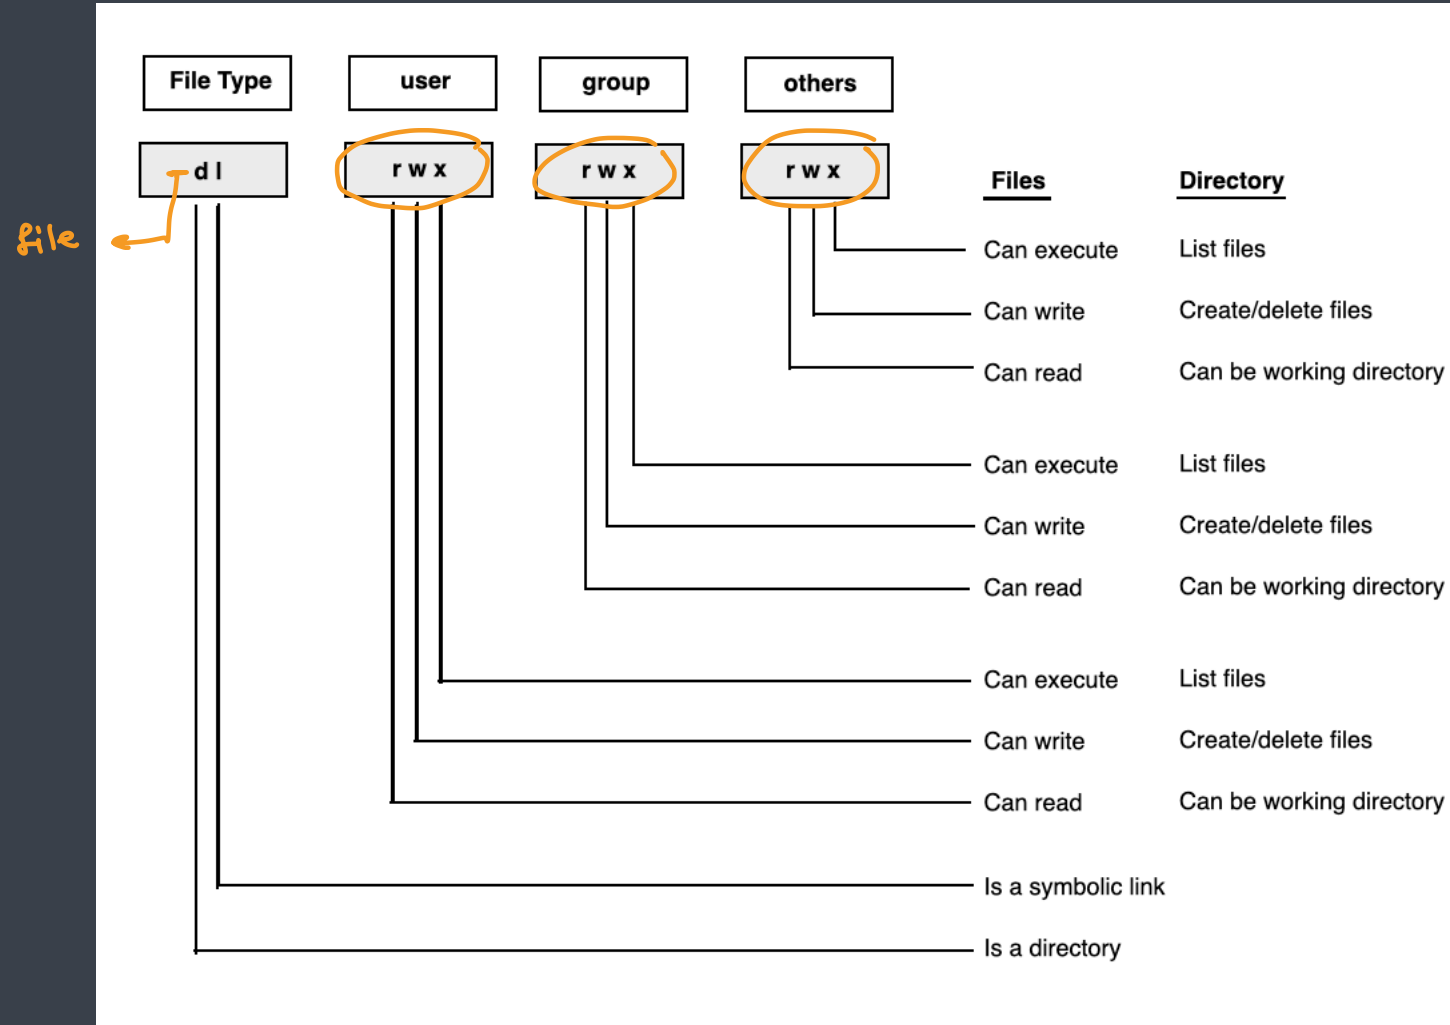 File Type user group others
- d l r w x r w x r w x
file
Files Directory
Can execute List files
Can write Create/delete files
Can read Can be working directory
Can execute List files
Can write Create/delete files
Can read Can be working directory
Can execute List files
Can write Create/delete files
Can read Can be working directory
Is a symbolic link
Is a directory